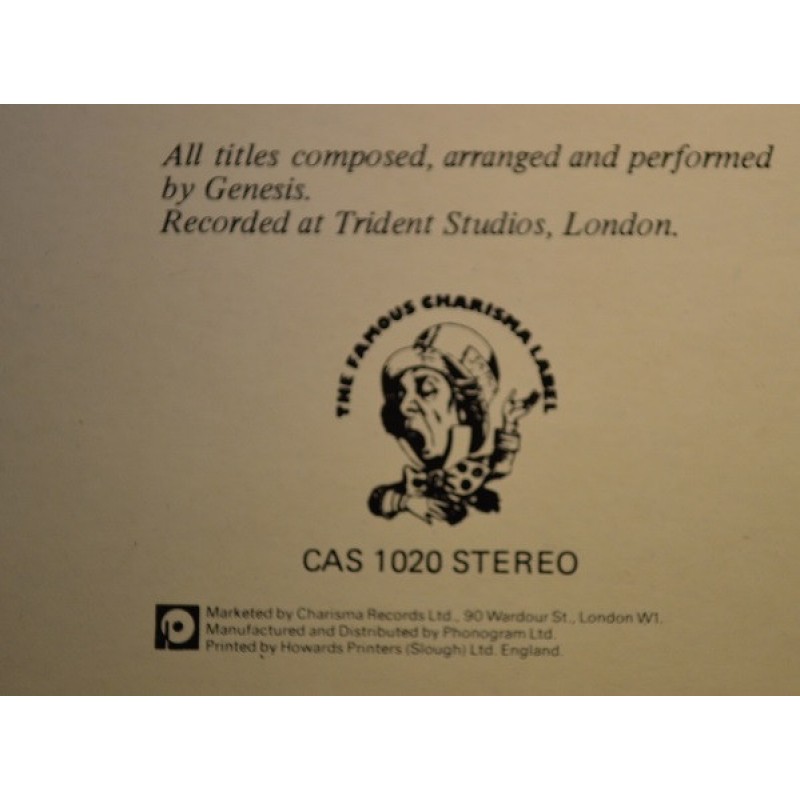 All titles composed, arranged and performed
by Genesis.
Recorded at Trident Studios, London.
THE FAMOUS CHARISMA LABEL
CAS 1020 STEREO
Marketed by Charisma Records Ltd., 90 Wardour St., London W1.
Manufactured and Distributed by Phonogram Ltd.
Printed by Howards Printers (Slough) Ltd. England.